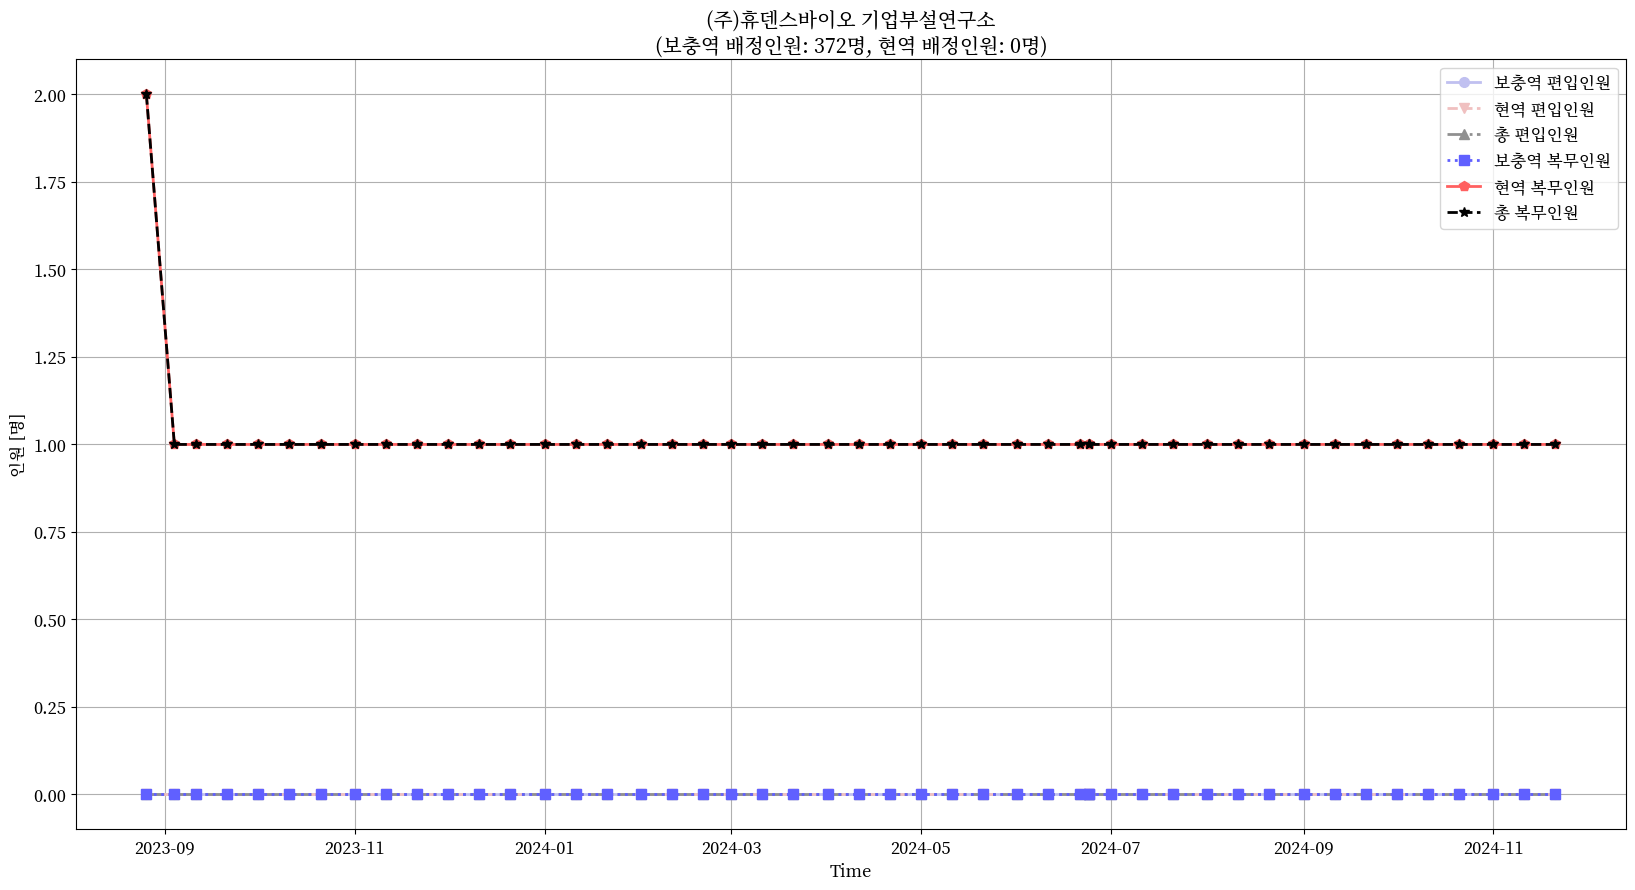 (주)휴덴스바이오 기업부설연구소
(보충역 배정인원: 372명, 현역 배정인원: 0명)
보충역 편입인원
현역 편입인원
총 편입인원
보충역 복무인원
현역 복무인원
총 복무인원
인원 [명]
2.00
1.75
1.50
1.25
1.00
0.75
0.50
0.25
0.00
2023-09 2023-11 2024-01 2024-03 2024-05 2024-07 2024-09 2024-11
Time